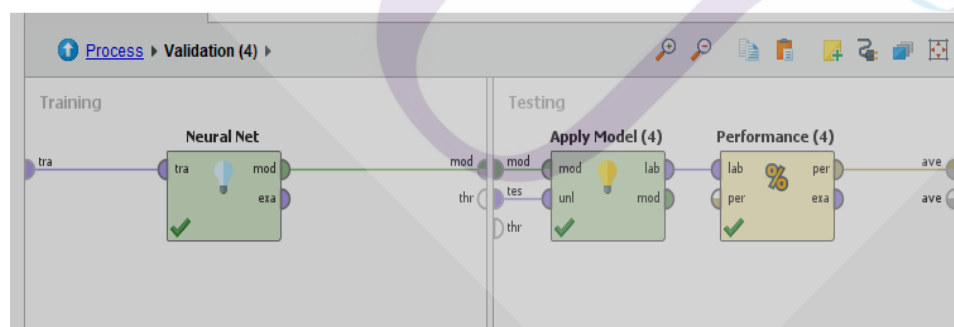 Process ▸ Validation (4) ▸
Training
Testing
Neural Net
Apply Model (4)
Performance (4)
tra
tra
mod
mod
mod
mod
lab
lab
per
ave
exa
thr
tes
unl
mod
per
exa
ave
thr
%